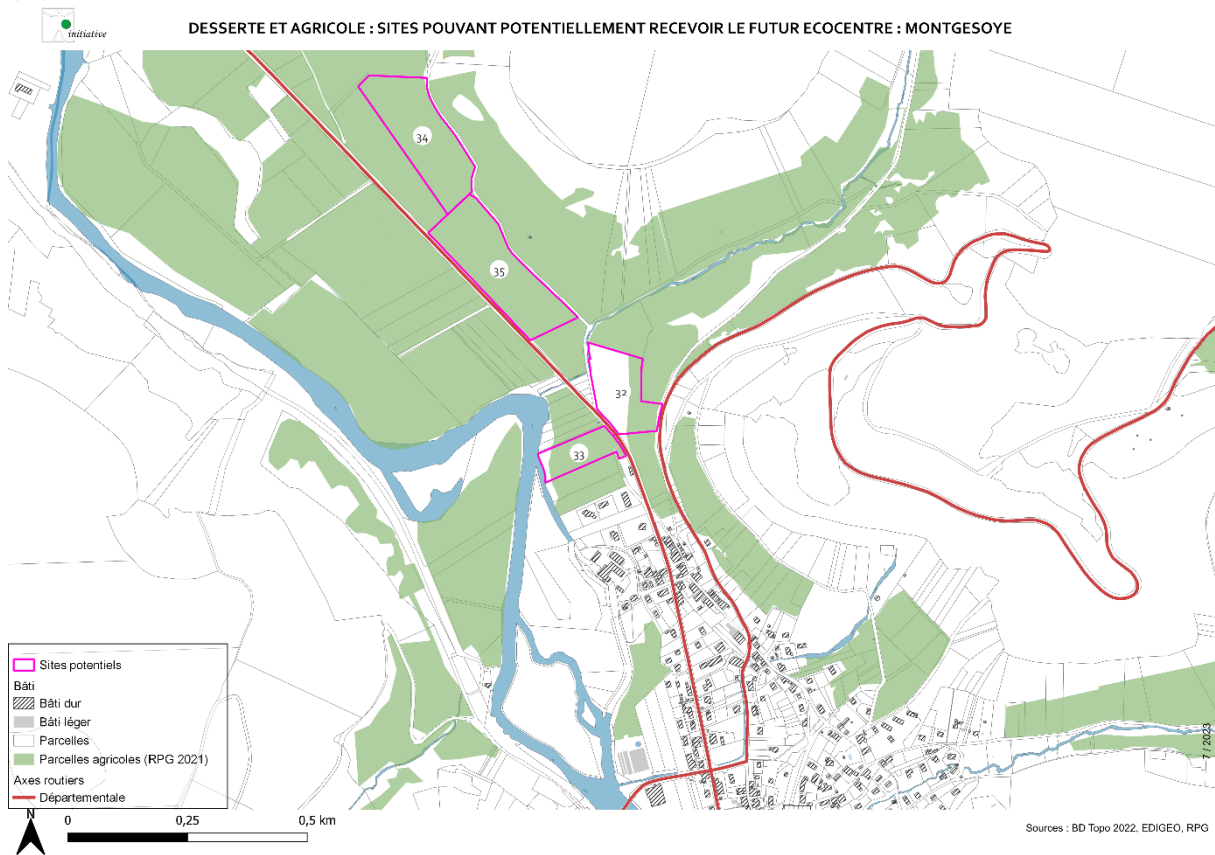 initiative
DESSERTE ET AGRICOLE : SITES POUVANT POTENTIELLEMENT RECEVOIR LE FUTUR ECOCENTRE : MONTGESOYE
34
35
32
33
Sites potentiels
Bâti
Bâti dur
Bâti léger
Parcelles
Parcelles agricoles (RPG 2021)
Axes routiers
Départementale
N
0 0,25 0,5 km
7 / 2023
Sources : BD Topo 2022, EDIGEO, RPG